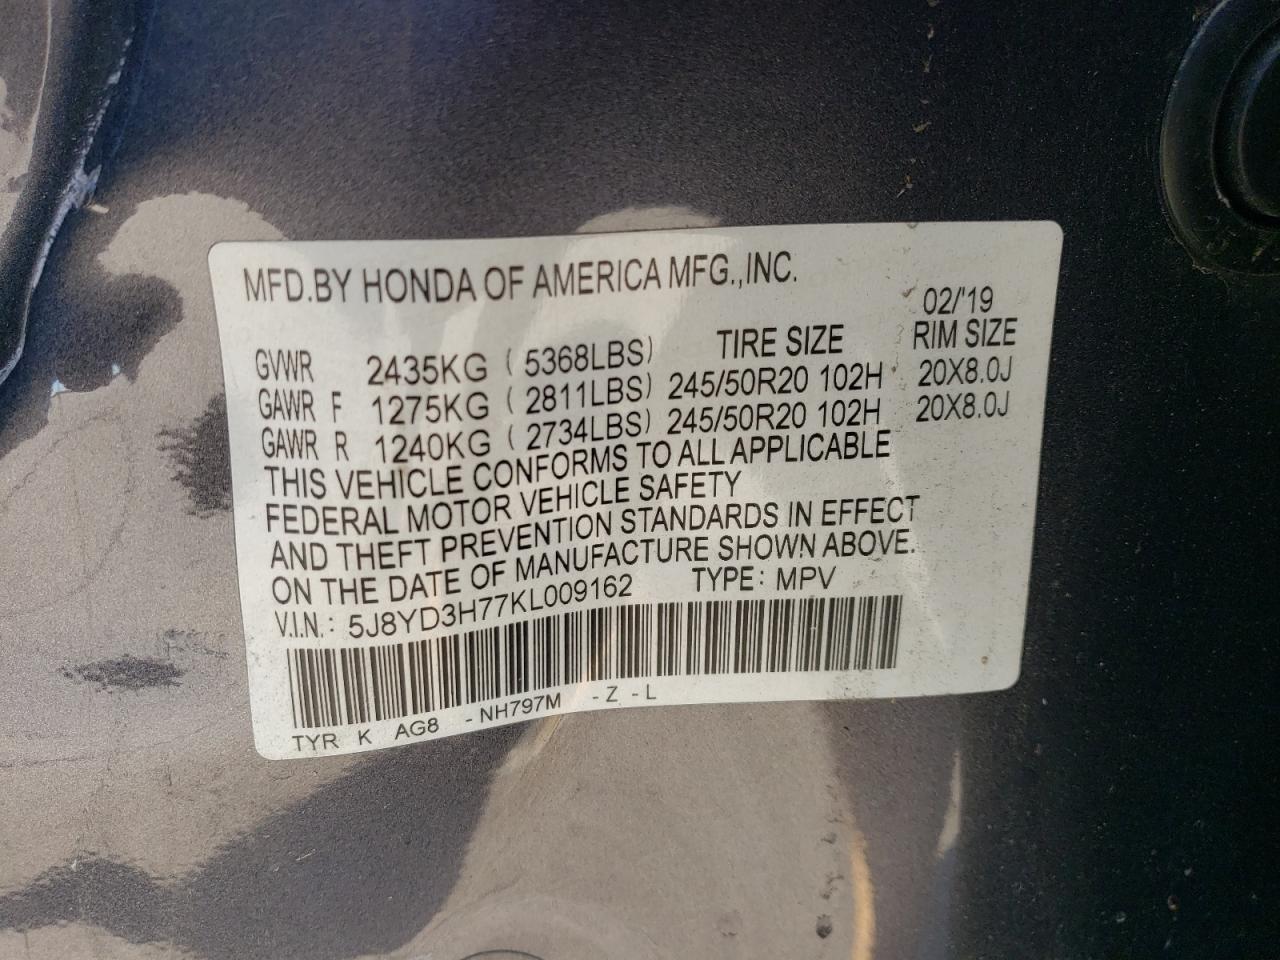 MFD.BY HONDA OF AMERICA MFG.,INC.
02/'19
GVWR 2435KG ( 5368LBS) TIRE SIZE RIM SIZE
GAWR F 1275KG ( 2811LBS) 245/50R20 102H 20X8.0J
GAWR R 1240KG ( 2734LBS) 245/50R20 102H 20X8.0J
THIS VEHICLE CONFORMS TO ALL APPLICABLE
FEDERAL MOTOR VEHICLE SAFETY
AND THEFT PREVENTION STANDARDS IN EFFECT
ON THE DATE OF MANUFACTURE SHOWN ABOVE.
V.I.N.: 5J8YD3H77KL009162 TYPE: MPV
TYR K AG8 -NH797M -Z -L